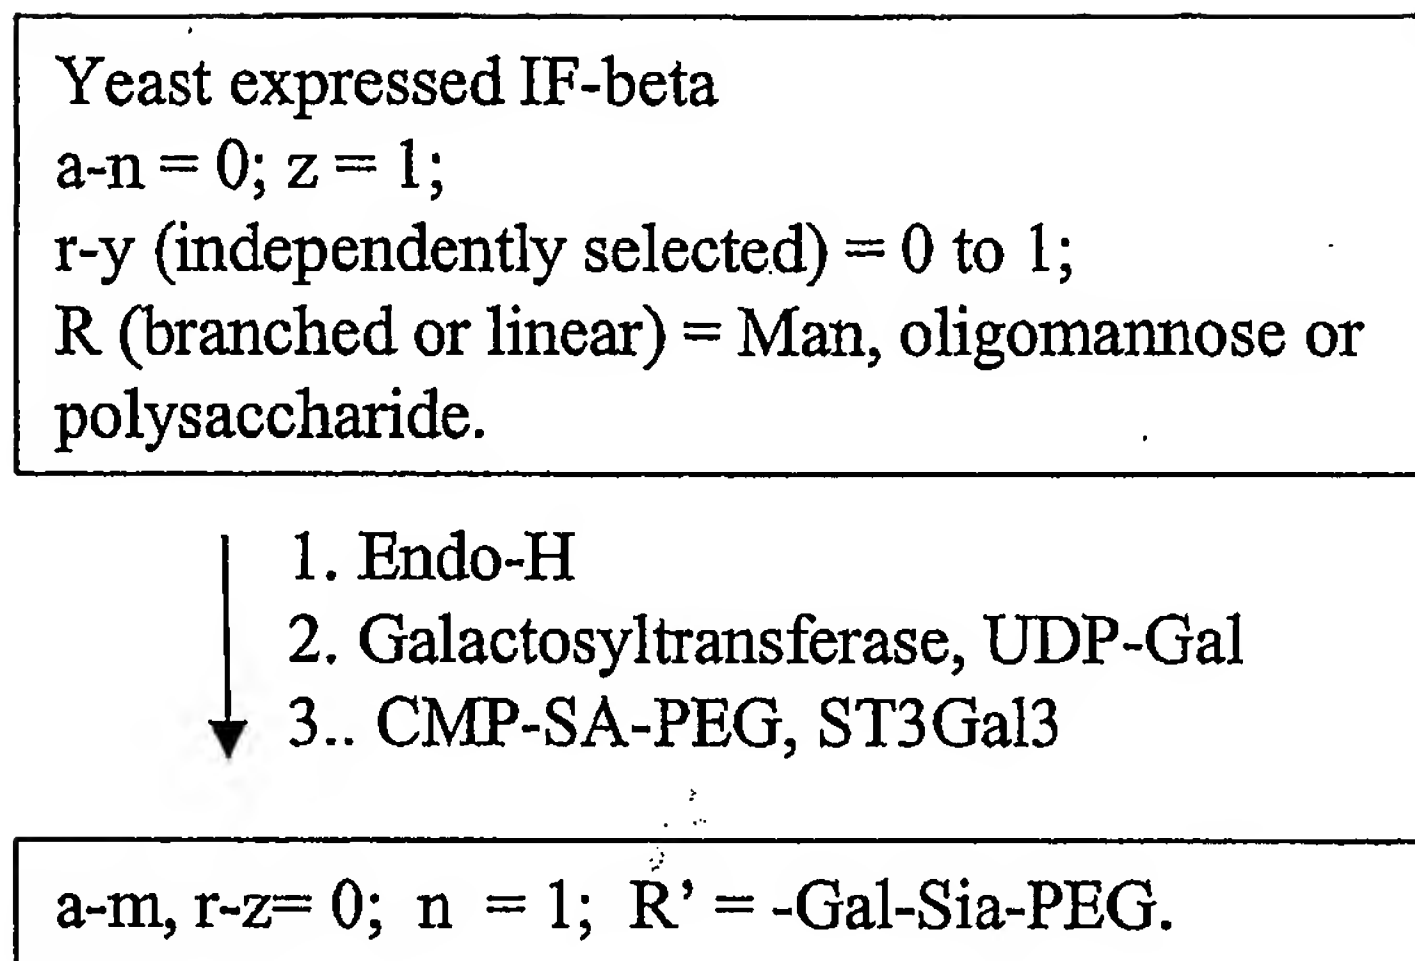 Yeast expressed IF-beta
a-n = 0; z = 1;
r-y (independently selected) = 0 to 1;
R (branched or linear) = Man, oligomannose or
polysaccharide.
1. Endo-H
2. Galactosyltransferase, UDP-Gal
3.. CMP-SA-PEG, ST3Gal3
a-m, r-z= 0; n = 1; R’ = -Gal-Sia-PEG.